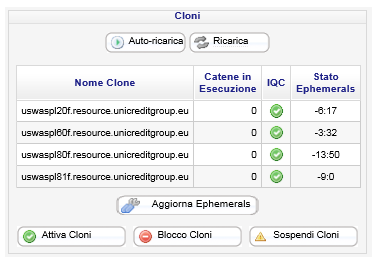 Cloni
Auto-ricarica Ricarica
Nome Clone Catene in Esecuzione IQC Stato Ephemerals
uswaspl20f.resource.unicreditgroup.eu 0 -6:17
uswaspl60f.resource.unicreditgroup.eu 0 -3:32
uswaspl80f.resource.unicreditgroup.eu 0 -13:50
uswaspl81f.resource.unicreditgroup.eu 0 -9:0
Aggiorna Ephemerals
Attiva Cloni Blocco Cloni Sospendi Cloni